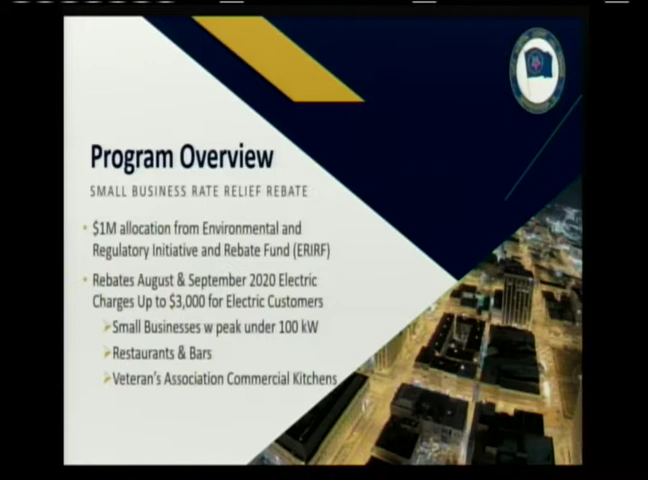 Program Overview
SMALL BUSINESS RATE RELIEF REBATE
• $1M allocation from Environmental and
Regulatory Initiative and Rebate Fund (ERIRF)
• Rebates August & September 2020 Electric
Charges Up to $3,000 for Electric Customers
➢Small Businesses w peak under 100 kW
➢Restaurants & Bars
➢Veteran's Association Commercial Kitchens